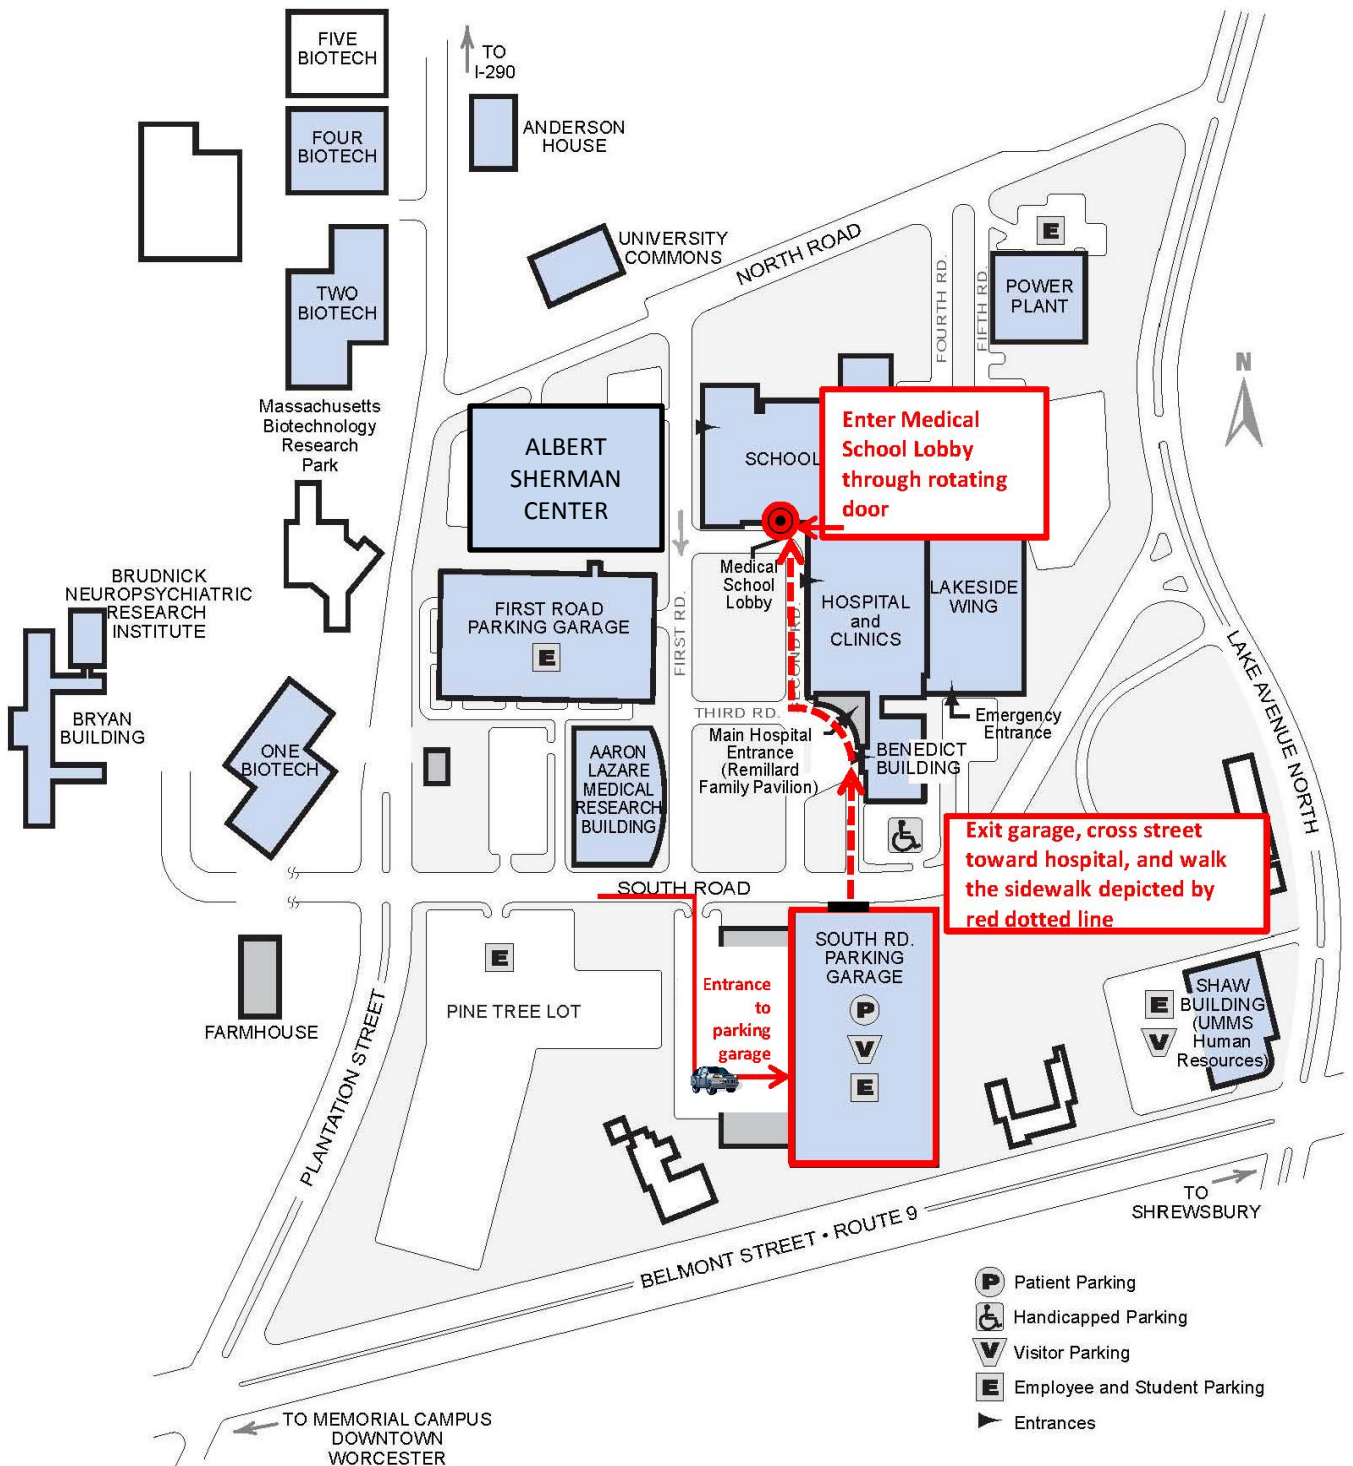 FIVE
BIOTECH
TO
I-290
FOUR
BIOTECH
ANDERSON
HOUSE
UNIVERSITY
COMMONS
NORTH ROAD
FOURTH RD.
FIFTH RD.
E
POWER
PLANT
TWO
BIOTECH
Massachusetts
Biotechnology
Research
Park
N
ALBERT
SHERMAN
CENTER
SCHOOL
Enter Medical
School Lobby
through rotating
door
Medical
School
Lobby
BRUDNICK
NEUROPSYCHIATRIC
RESEARCH
INSTITUTE
FIRST ROAD
PARKING GARAGE
E
FIRST RD.
SECOND RD.
HOSPITAL
and
CLINICS
LAKESIDE
WING
LAKE AVENUE NORTH
BRYAN
BUILDING
ONE
BIOTECH
THIRD RD.
Main Hospital
Entrance
(Remillard
Family Pavilion)
Emergency
Entrance
BENEDICT
BUILDING
AARON
LAZARE
MEDICAL
RESEARCH
BUILDING
Exit garage, cross street
toward hospital, and walk
the sidewalk depicted by
red dotted line
SOUTH ROAD
E
PINE TREE LOT
FARMHOUSE
PLANTATION STREET
Entrance
to
parking
garage
SOUTH RD.
PARKING
GARAGE
P
V
E
E
V
SHAW
BUILDING
(UMMS
Human
Resources)
TO
SHREWSBURY
BELMONT STREET • ROUTE 9
P Patient Parking
Handicapped Parking
V Visitor Parking
E Employee and Student Parking
Entrances
TO MEMORIAL CAMPUS
DOWNTOWN
WORCESTER